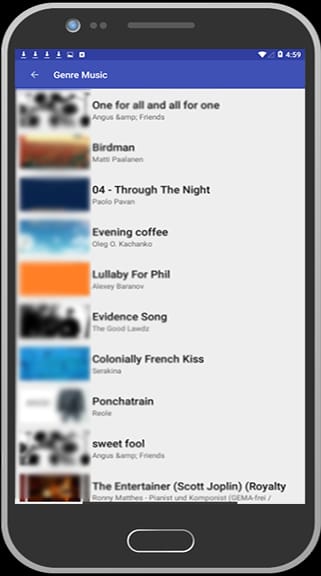 4:59
Genre Music
One for all and all for one
Angus &amp; Friends
Birdman
Matti Paalanen
04 - Through The Night
Paolo Pavan
Evening coffee
Oleg O. Kachanko
Lullaby For Phil
Alexey Baranov
Evidence Song
The Good Lawdz
Colonially French Kiss
Serakina
Ponchatrain
Reole
sweet fool
Angus &amp; Friends
The Entertainer (Scott Joplin) (Royalty
Ronny Matthes - Pianist und Komponist (GEMA-frei /